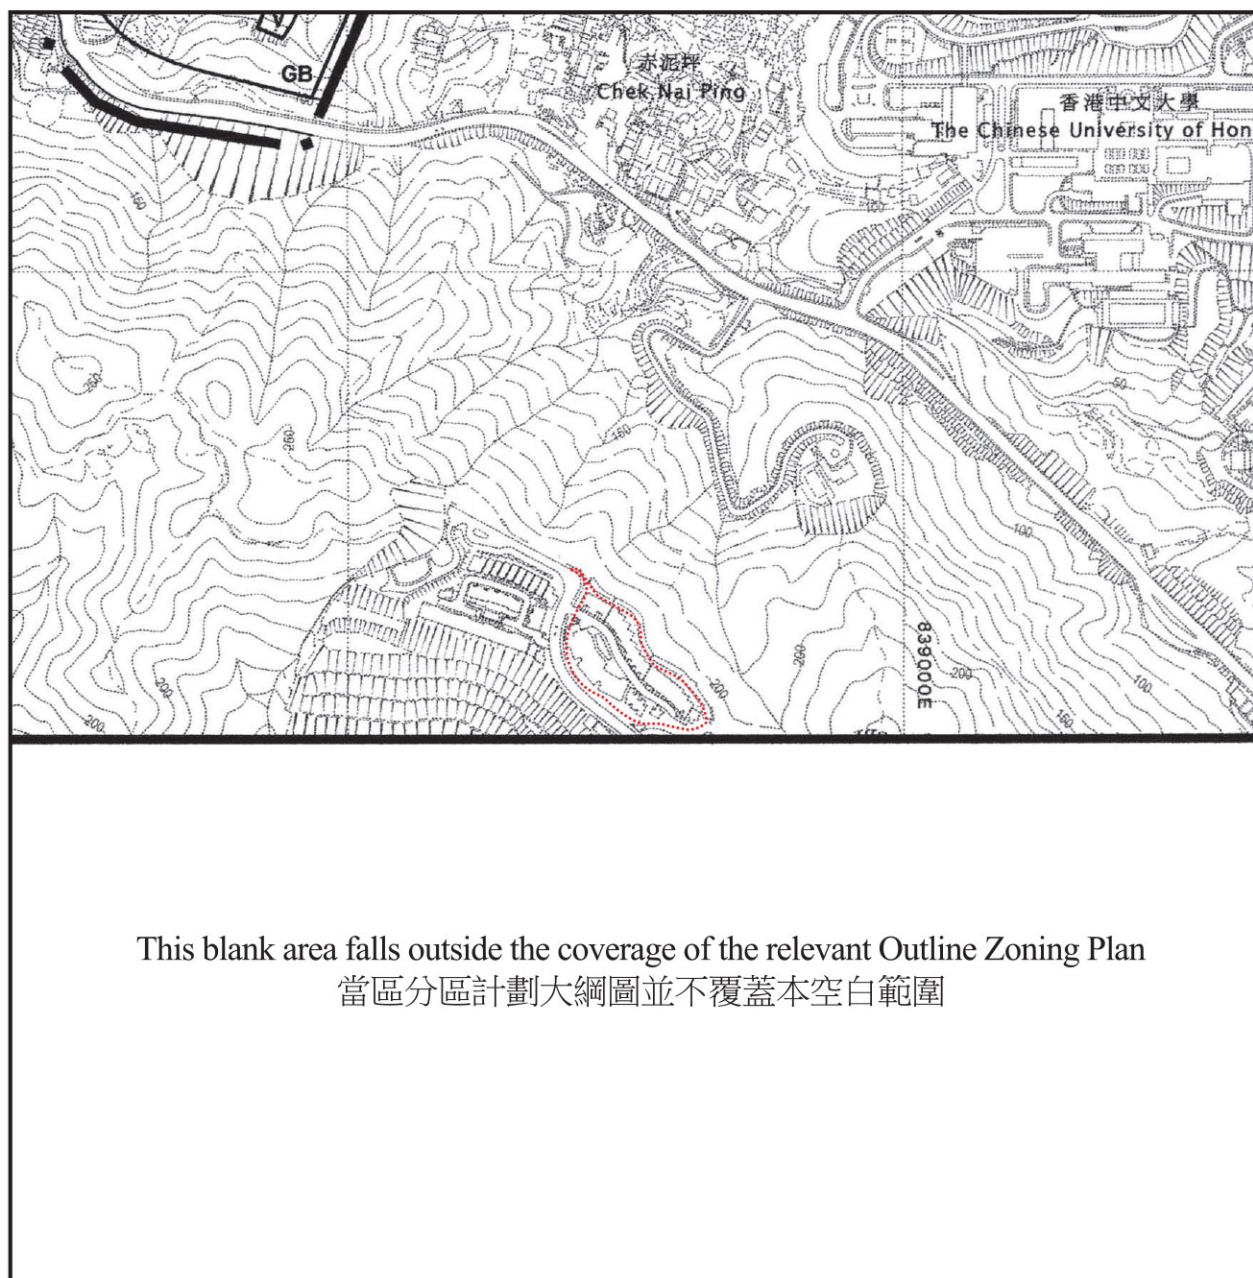 V
GB
赤泥坪
Chek Nai Ping
香港中文大學
The Chinese University of Hon
150
250
250
150
50
100
100
150
200
200
200
200
200
839000E
This blank area falls outside the coverage of the relevant Outline Zoning Plan
當區分區計劃大綱圖並不覆蓋本空白範圍